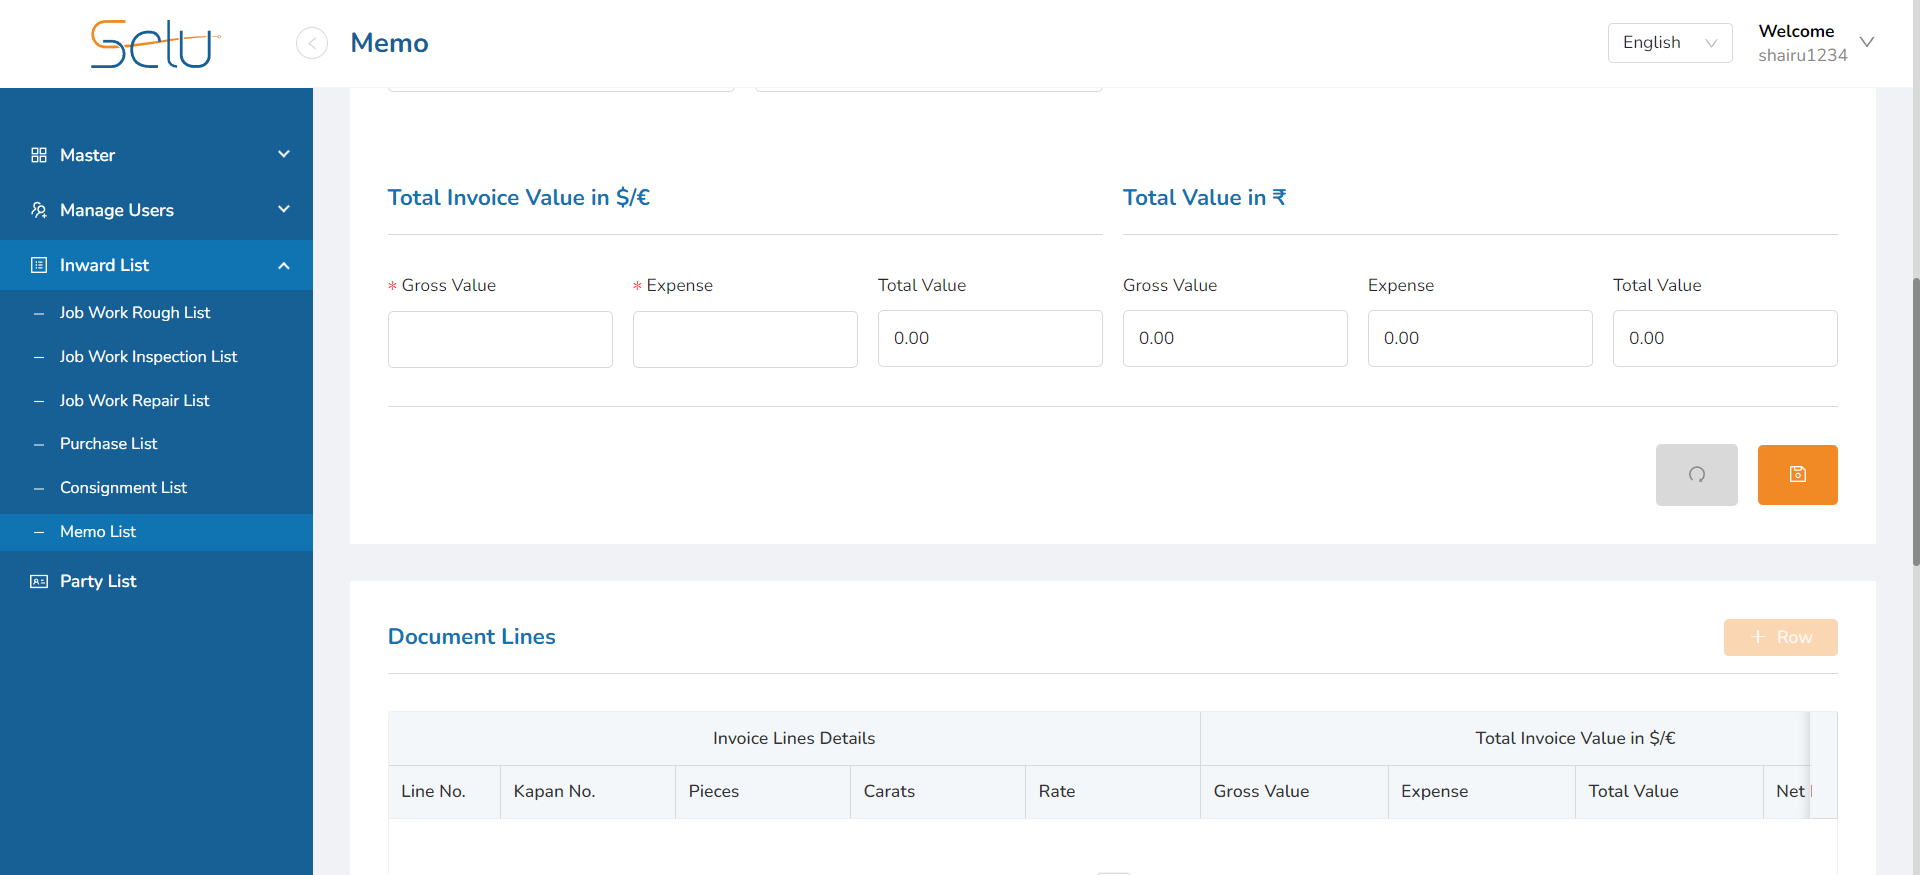 Selu
Memo
English
Welcome
shairu1234
Master
Manage Users
Inward List
Job Work Rough List
Job Work Inspection List
Job Work Repair List
Purchase List
Consignment List
Memo List
Party List
Total Invoice Value in $/€
Total Value in ₹
* Gross Value
* Expense
Total Value
Gross Value
Expense
Total Value
0.00
0.00
0.00
0.00
Document Lines
+ Row
Invoice Lines Details
Total Invoice Value in $/€
Line No.
Kapan No.
Pieces
Carats
Rate
Gross Value
Expense
Total Value
Net